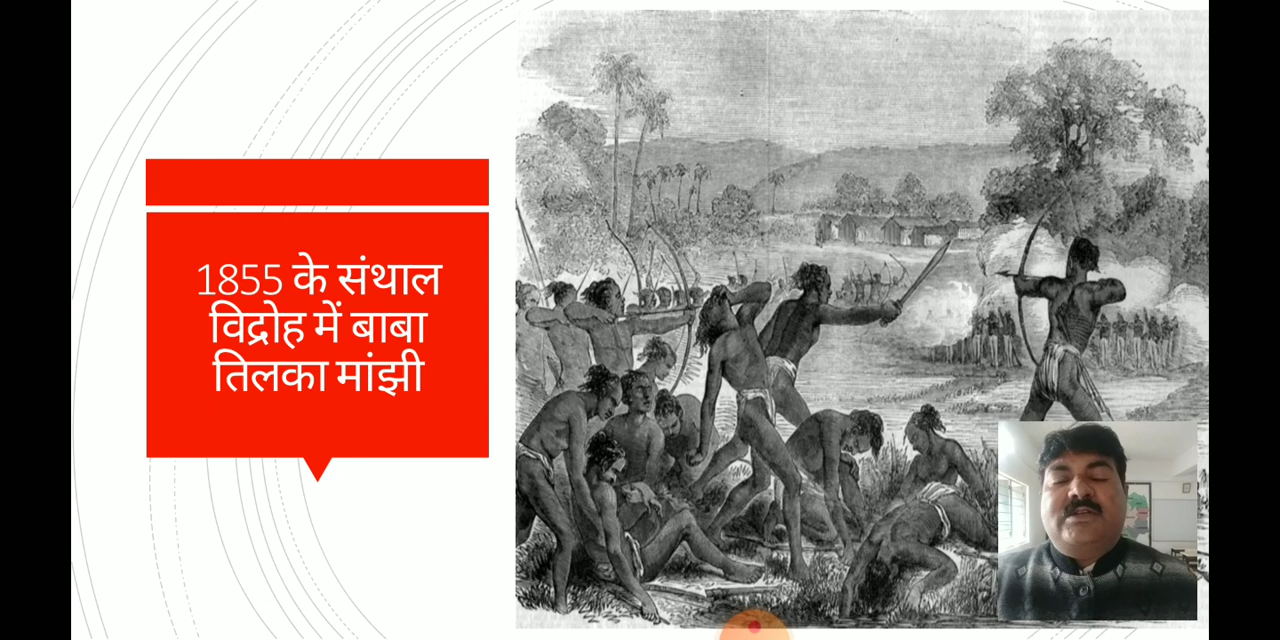 1855 के संथाल
विद्रोह में बाबा
तिलका मांझी